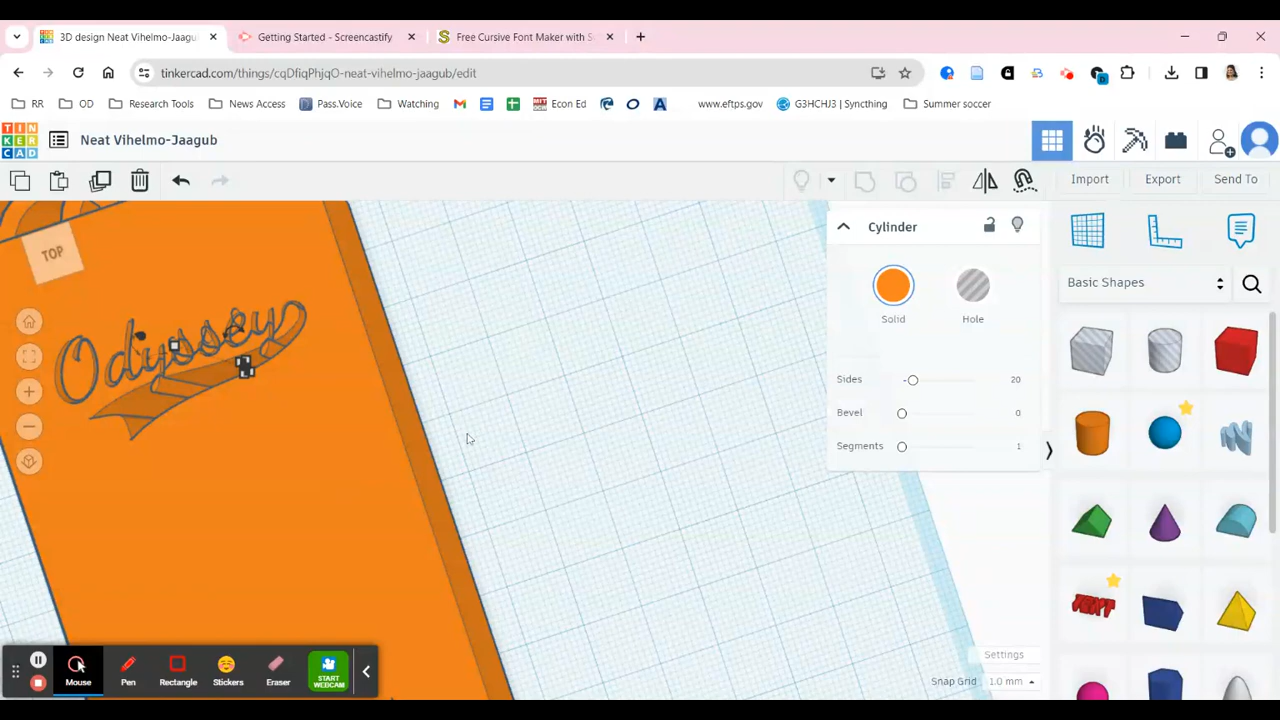 3D design Neat Vihelmo-Jaagu
Getting Started - Screencastify
Free Cursive Font Maker with S
tinkercad.com/things/cqDfiqPhjqO-neat-vihelmo-jaagub/edit
RR
OD
Research Tools
News Access
Pass.Voice
Watching
Econ Ed
www.eftps.gov
G3HCHJ3 | Syncthing
Summer soccer
TIN
KER
CAD
Neat Vihelmo-Jaagub
Import
Export
Send To
TOP
Odyssey
Cylinder
Solid
Hole
Sides
20
Bevel
0
Segments
1
Basic Shapes
TEXT
Settings
Snap Grid
1.0 mm
Mouse
Pen
Rectangle
Stickers
Eraser
START
WEBCAM